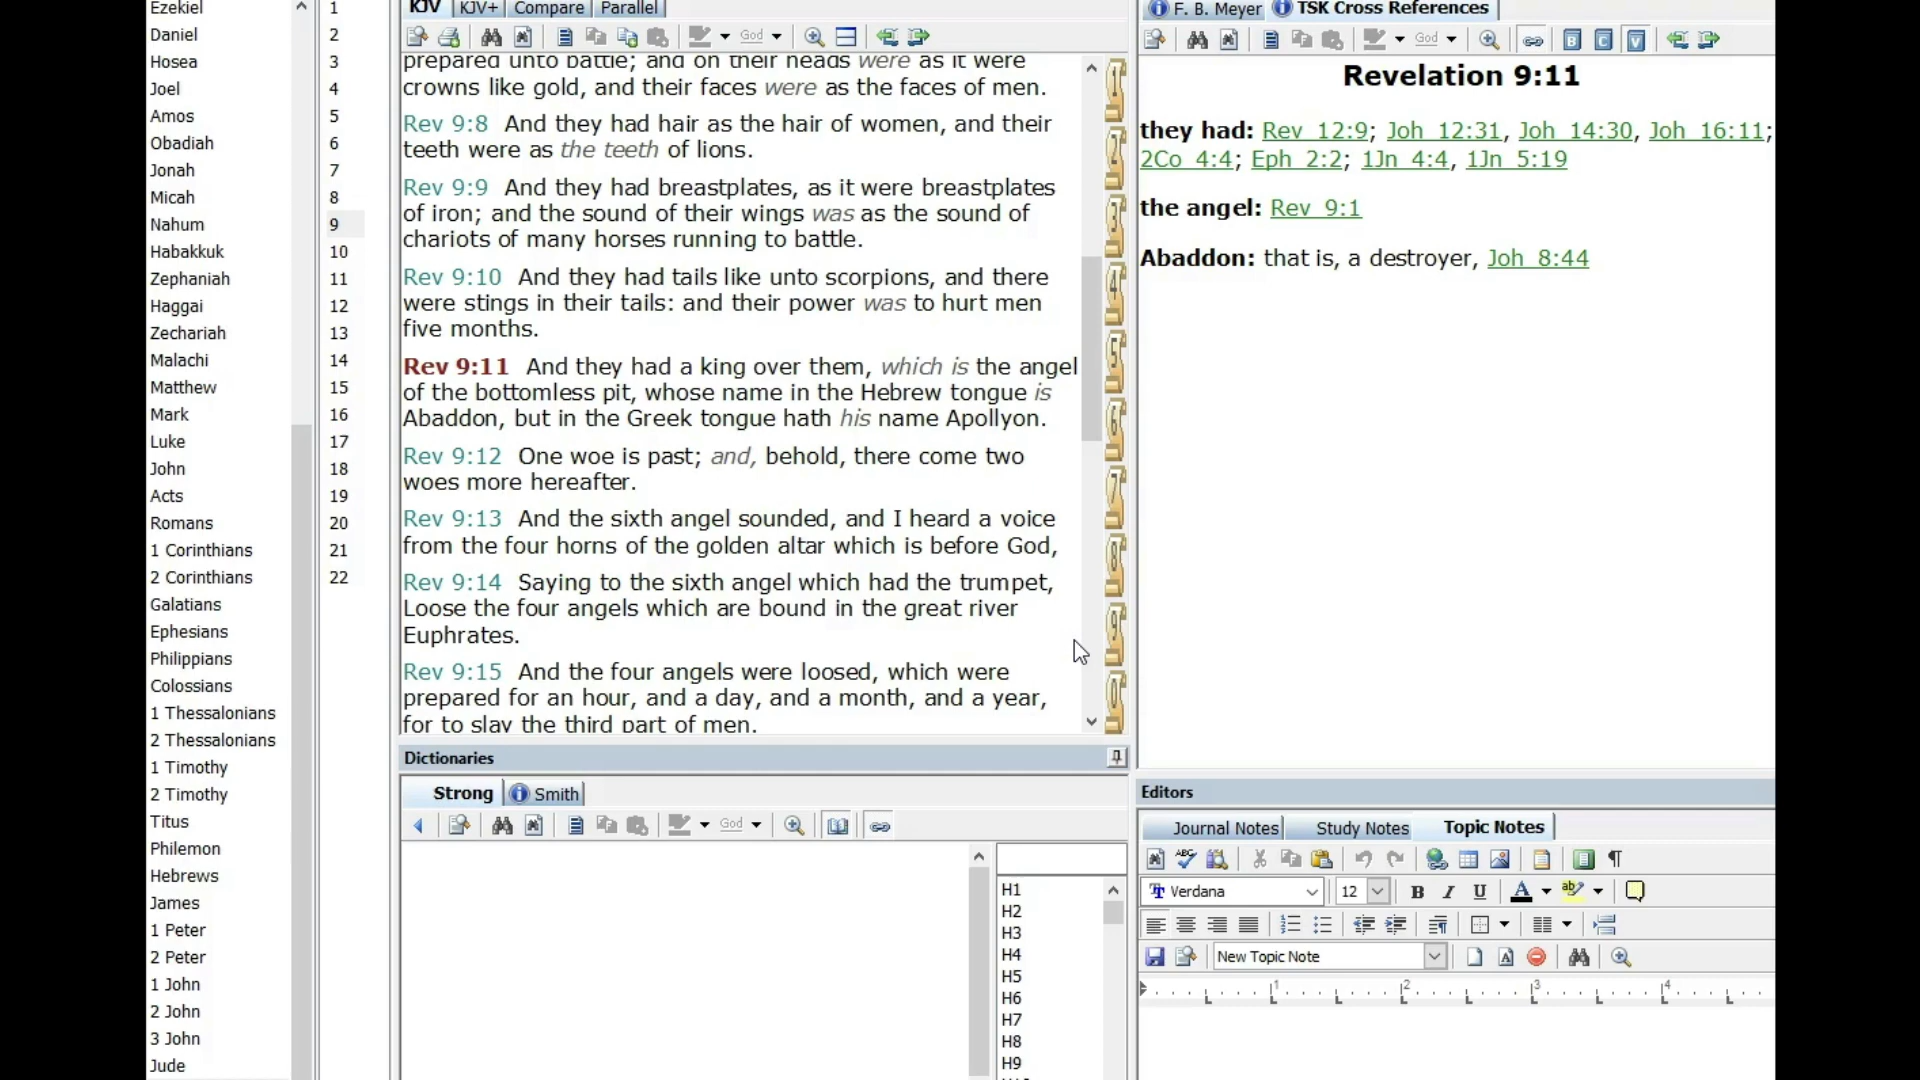 Ezekiel
Daniel
Hosea
Joel
Amos
Obadiah
Jonah
Micah
Nahum
Habakkuk
Zephaniah
Haggai
Zechariah
Malachi
Matthew
Mark
Luke
John
Acts
Romans
1 Corinthians
2 Corinthians
Galatians
Ephesians
Philippians
Colossians
1 Thessalonians
2 Thessalonians
1 Timothy
2 Timothy
Titus
Philemon
Hebrews
James
1 Peter
2 Peter
1 John
2 John
3 John
Jude
1
2
3
4
5
6
7
8
9
10
11
12
13
14
15
16
17
18
19
20
21
22
KJV KJV+ Compare Parallel
God
prepared unto battle; and on their heads were as it were
crowns like gold, and their faces were as the faces of men.
Rev 9:8 And they had hair as the hair of women, and their
teeth were as the teeth of lions.
Rev 9:9 And they had breastplates, as it were breastplates
of iron; and the sound of their wings was as the sound of
chariots of many horses running to battle.
Rev 9:10 And they had tails like unto scorpions, and there
were stings in their tails: and their power was to hurt men
five months.
Rev 9:11 And they had a king over them, which is the angel
of the bottomless pit, whose name in the Hebrew tongue is
Abaddon, but in the Greek tongue hath his name Apollyon.
Rev 9:12 One woe is past; and, behold, there come two
woes more hereafter.
Rev 9:13 And the sixth angel sounded, and I heard a voice
from the four horns of the golden altar which is before God,
Rev 9:14 Saying to the sixth angel which had the trumpet,
Loose the four angels which are bound in the great river
Euphrates.
Rev 9:15 And the four angels were loosed, which were
prepared for an hour, and a day, and a month, and a year,
for to slay the third part of men.
1
2
3
4
5
6
7
8
9
0
Dictionaries
Strong Smith
God
H1
H2
H3
H4
H5
H6
H7
H8
H9
F. B. Meyer TSK Cross References
God B C V
Revelation 9:11
they had: Rev 12:9; Joh 12:31, Joh 14:30, Joh 16:11;
2Co 4:4; Eph 2:2; 1Jn 4:4, 1Jn 5:19
the angel: Rev 9:1
Abaddon: that is, a destroyer, Joh 8:44
Editors
Journal Notes Study Notes Topic Notes
ABC ¶
Verdana 12 B I U A ab
New Topic Note A
1 2 3 4